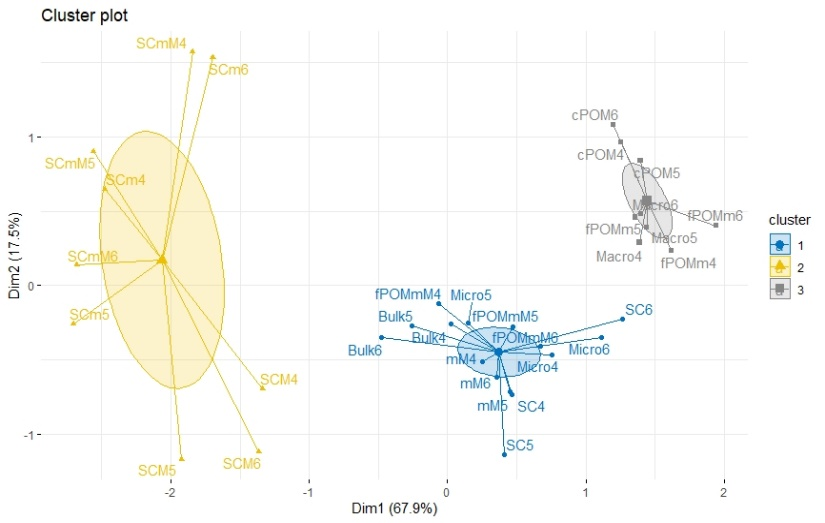 Cluster plot
SCmM4
SCm6
cPOM6
1
cPOM4
SCmM5
cPOM5
SCm4
Macro6
fPOMm6
fPOMm5
Macro5
Macro4
fPOMm4
SCmM6
0
fPOMmM4
Micro5
SCm5
Bulk5
fPOMmM5
SC6
Bulk4
fPOMmM6
Bulk6
Micro6
mM4
Micro4
mM6
SCM4
mM5
SC4
-1
SC5
SCM5
SCM6
-2
-1
0
1
2
Dim1 (67.9%)
Dim2 (17.5%)
cluster
1
2
3